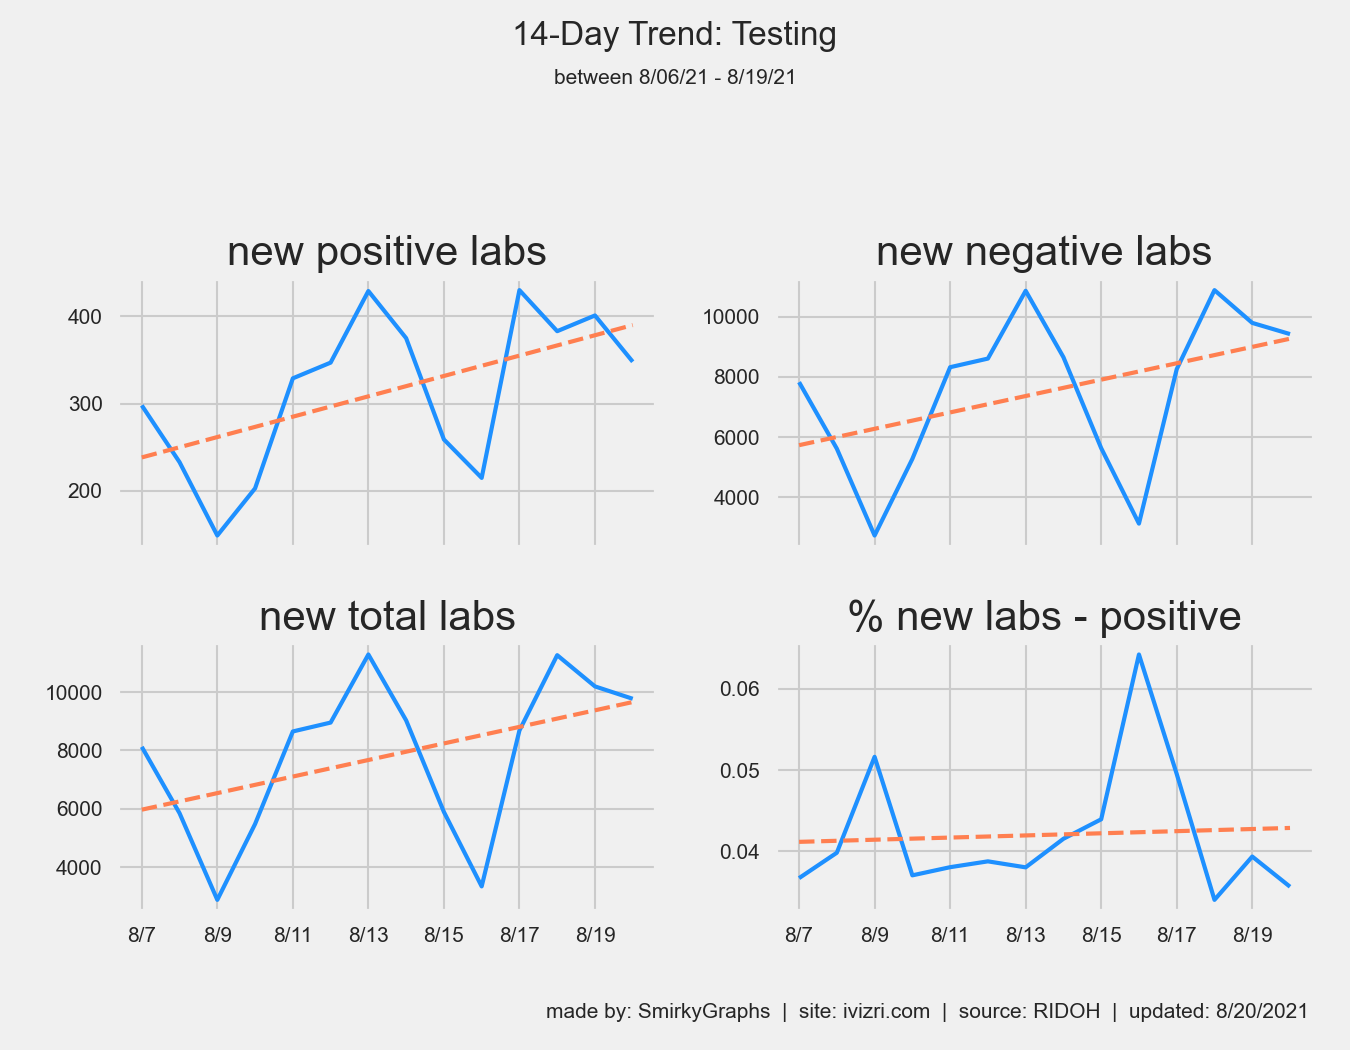 14-Day Trend: Testing
between 8/06/21 - 8/19/21
new positive labs
400
300
200
new negative labs
10000
8000
6000
4000
new total labs
10000
8000
6000
4000
8/7 8/9 8/11 8/13 8/15 8/17 8/19
% new labs - positive
0.06
0.05
0.04
8/7 8/9 8/11 8/13 8/15 8/17 8/19
made by: SmirkyGraphs | site: ivizri.com | source: RIDOH | updated: 8/20/2021